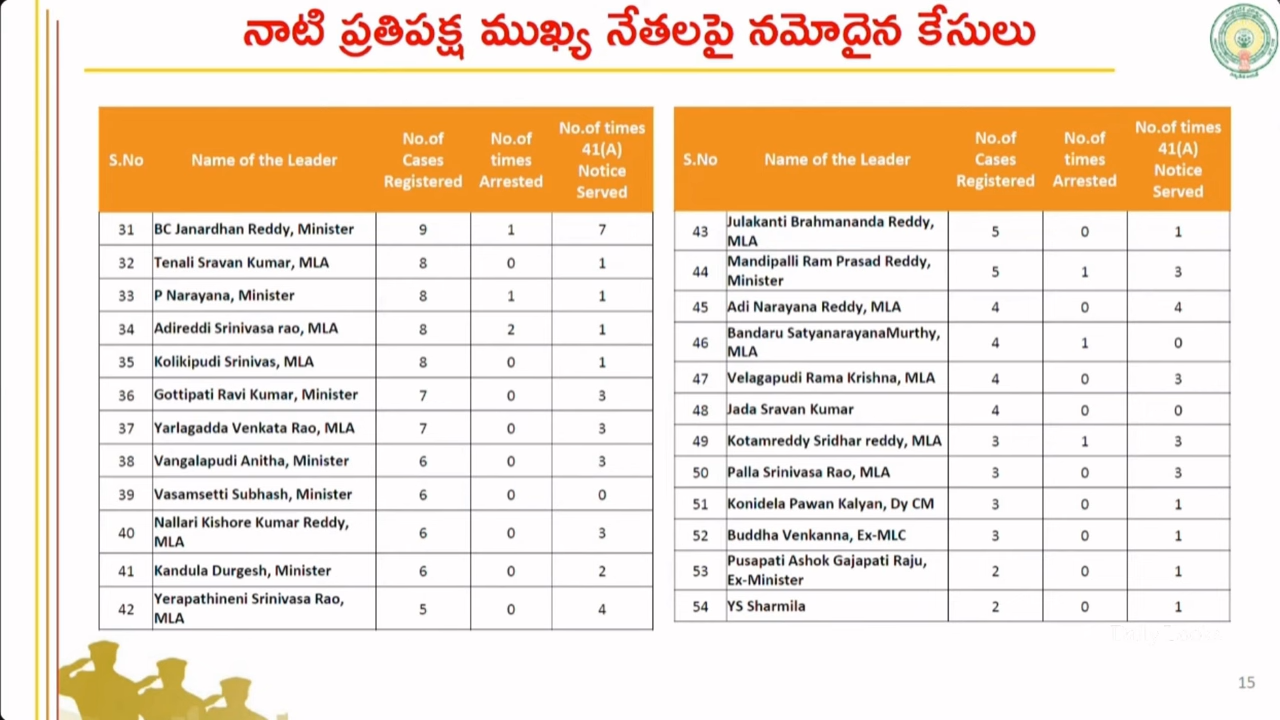 నాటి ప్రతిపక్ష ముఖ్య నేతలపై నమోదైన కేసులు
S.No Name of the Leader No.of Cases Registered No.of times Arrested No.of times 41(A) Notice Served
31 BC Janardhan Reddy, Minister 9 1 7
32 Tenali Sravan Kumar, MLA 8 0 1
33 P Narayana, Minister 8 1 1
34 Adireddi Srinivasa rao, MLA 8 2 1
35 Kolikipudi Srinivas, MLA 8 0 1
36 Gottipati Ravi Kumar, Minister 7 0 3
37 Yarlagadda Venkata Rao, MLA 7 0 3
38 Vangalapudi Anitha, Minister 6 0 3
39 Vasamsetti Subhash, Minister 6 0 0
40 Nallari Kishore Kumar Reddy, MLA 6 0 3
41 Kandula Durgesh, Minister 6 0 2
42 Yerapathineni Srinivasa Rao, MLA 5 0 4
S.No Name of the Leader No.of Cases Registered No.of times Arrested No.of times 41(A) Notice Served
43 Julakanti Brahmananda Reddy, MLA 5 0 1
44 Mandipalli Ram Prasad Reddy, Minister 5 1 3
45 Adi Narayana Reddy, MLA 4 0 4
46 Bandaru SatyanarayanaMurthy, MLA 4 1 0
47 Velagapudi Rama Krishna, MLA 4 0 3
48 Jada Sravan Kumar 4 0 0
49 Kotamreddy Sridhar reddy, MLA 3 1 3
50 Palla Srinivasa Rao, MLA 3 0 3
51 Konidela Pawan Kalyan, Dy CM 3 0 1
52 Buddha Venkanna, Ex-MLC 3 0 1
53 Pusapati Ashok Gajapati Raju, Ex-Minister 2 0 1
54 YS Sharmila 2 0 1
15